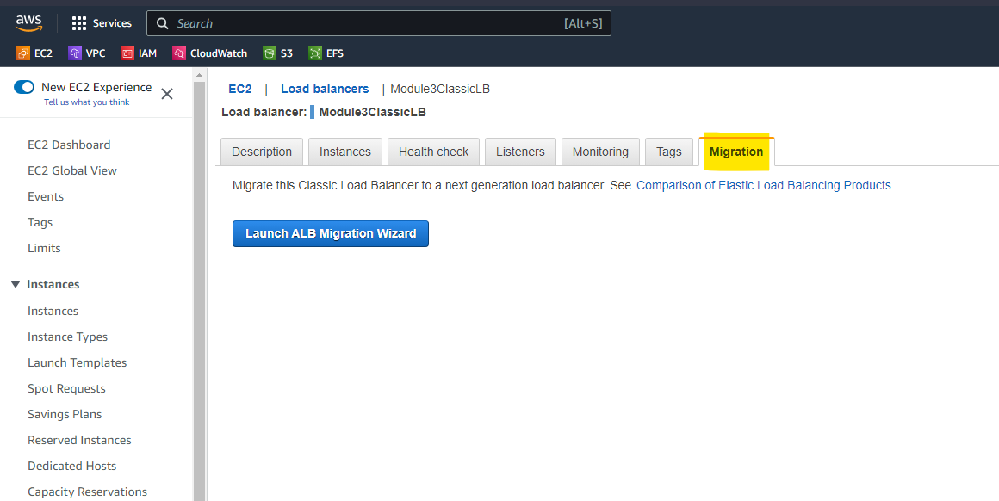 aws
Services
Search [Alt+S]
EC2 VPC IAM CloudWatch S3 EFS
New EC2 Experience
Tell us what you think
EC2 Dashboard
EC2 Global View
Events
Tags
Limits
Instances
Instances
Instance Types
Launch Templates
Spot Requests
Savings Plans
Reserved Instances
Dedicated Hosts
Capacity Reservations
EC2 | Load balancers | Module3ClassicLB
Load balancer: Module3ClassicLB
Description Instances Health check Listeners Monitoring Tags Migration
Migrate this Classic Load Balancer to a next generation load balancer. See Comparison of Elastic Load Balancing Products.
Launch ALB Migration Wizard